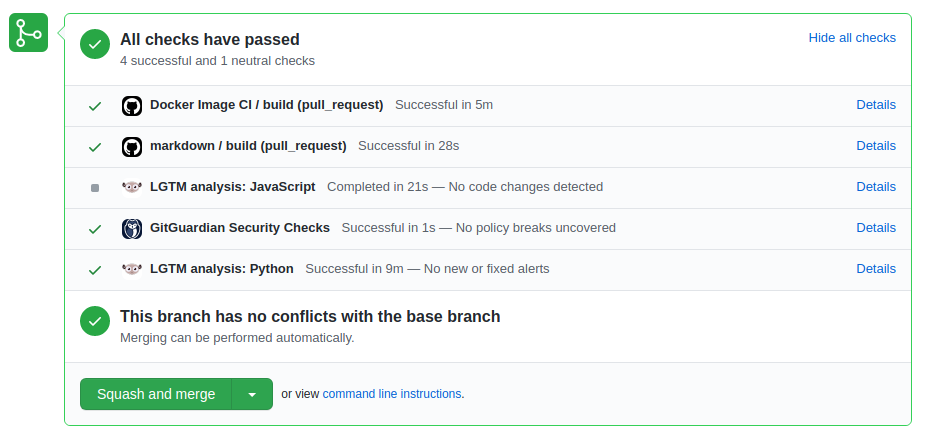 All checks have passed
Hide all checks
4 successful and 1 neutral checks
Docker Image CI / build (pull_request) Successful in 5m Details
markdown / build (pull_request) Successful in 28s Details
LGTM analysis: JavaScript Completed in 21s — No code changes detected Details
GitGuardian Security Checks Successful in 1s — No policy breaks uncovered Details
LGTM analysis: Python Successful in 9m — No new or fixed alerts Details
This branch has no conflicts with the base branch
Merging can be performed automatically.
Squash and merge or view command line instructions.